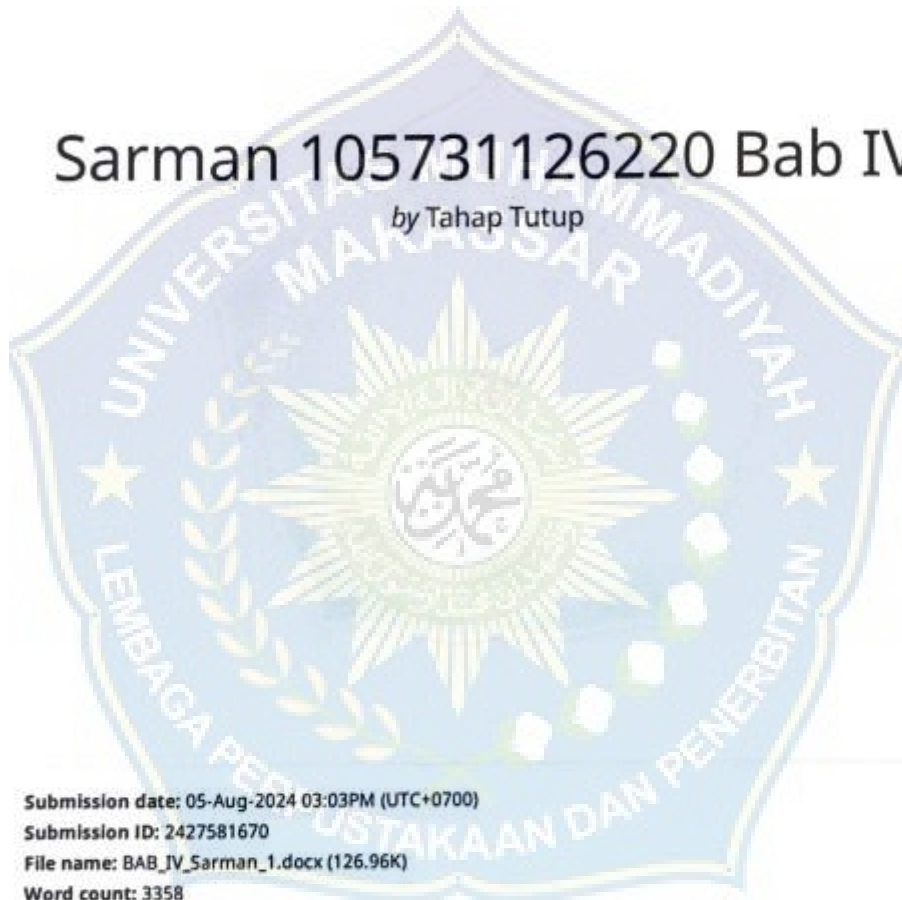 Sarman 105731126220 Bab IV
by Tahap Tutup
UNIVERSITAS MUHAMMADIYAH
MAKASSAR
LEMBAGA PERPUSTAKAAN DAN PENERBITAN
Submission date: 05-Aug-2024 03:03PM (UTC+0700)
Submission ID: 2427581670
File name: BAB_IV_Sarman_1.docx (126.96K)
Word count: 3358